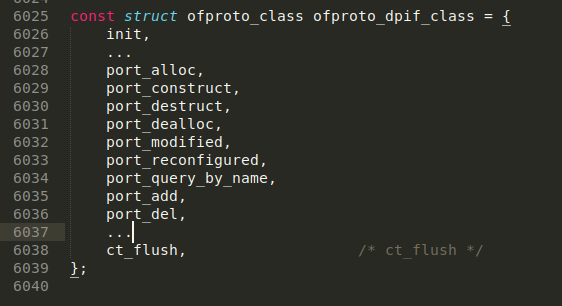 6024
6025 const struct ofproto_class ofproto_dpif_class = {
6026     init,
6027     ...
6028     port_alloc,
6029     port_construct,
6030     port_destruct,
6031     port_dealloc,
6032     port_modified,
6033     port_reconfigured,
6034     port_query_by_name,
6035     port_add,
6036     port_del,
6037     ...
6038     ct_flush,                   /* ct_flush */
6039 };
6040